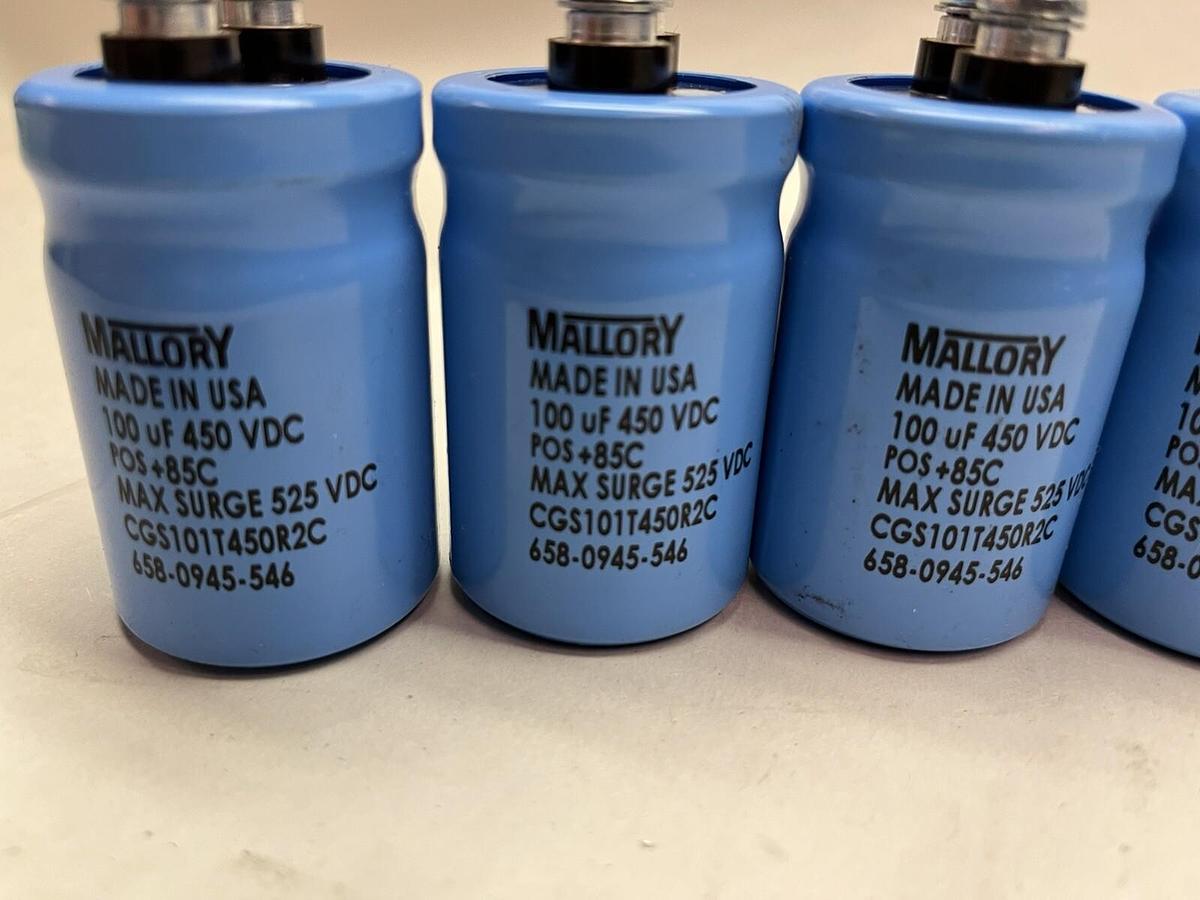 MALLORY
MADE IN USA
100 uF 450 VDC
POS +85C
MAX SURGE 525 VDC
CGS101T450R2C
658-0945-546
MALLORY
MADE IN USA
100 uF 450 VDC
POS +85C
MAX SURGE 525 VDC
CGS101T450R2C
658-0945-546
MALLORY
MADE IN USA
100 uF 450 VDC
POS +85C
MAX SURGE 525 VDC
CGS101T450R2C
658-0945-546